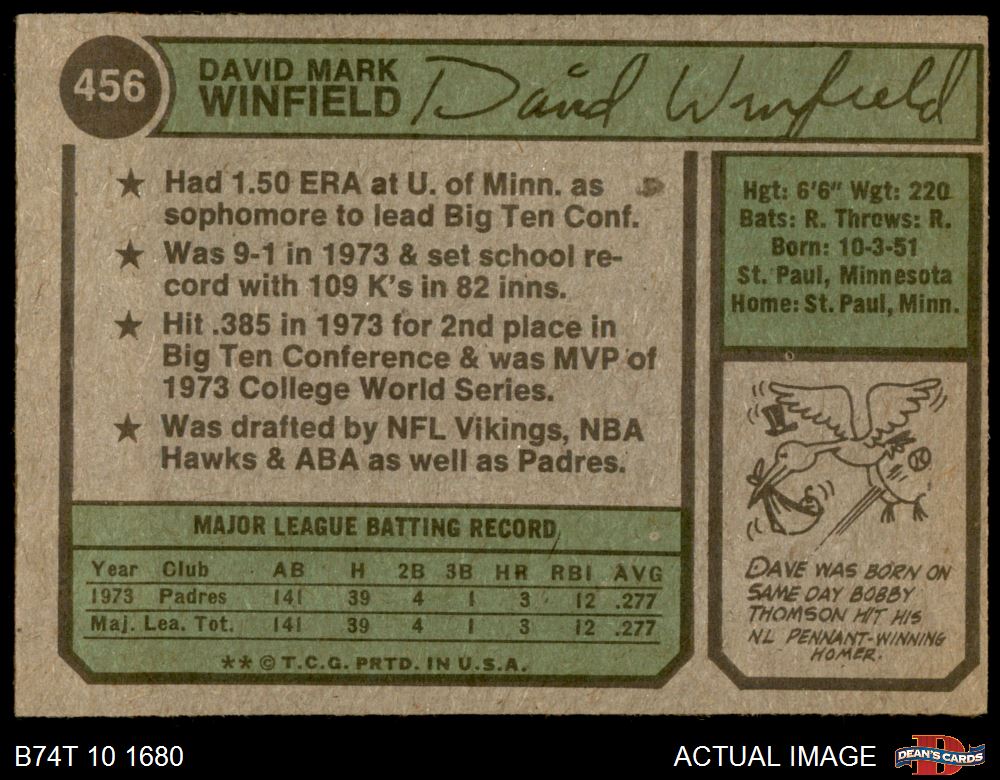 456
DAVID MARK
WINFIELD
David Winfield
★ Had 1.50 ERA at U. of Minn. as
sophomore to lead Big Ten Conf.
★ Was 9-1 in 1973 & set school re-
cord with 109 K's in 82 inns.
★ Hit .385 in 1973 for 2nd place in
Big Ten Conference & was MVP of
1973 College World Series.
★ Was drafted by NFL Vikings, NBA
Hawks & ABA as well as Padres.
MAJOR LEAGUE BATTING RECORD
Year Club AB H 2B 3B HR RBI AVG
1973 Padres 141 39 4 1 3 12 .277
Maj. Lea. Tot. 141 39 4 1 3 12 .277
** © T.C.G. PRTD. IN U.S.A.
Hgt: 6'6" Wgt: 220
Bats: R. Throws: R.
Born: 10-3-51
St. Paul, Minnesota
Home: St. Paul, Minn.
DAVE WAS BORN ON
SAME DAY BOBBY
THOMSON HIT HIS
NL PENNANT-WINNING
HOMER.
B74T 10 1680
ACTUAL IMAGE
DEAN'S CARDS